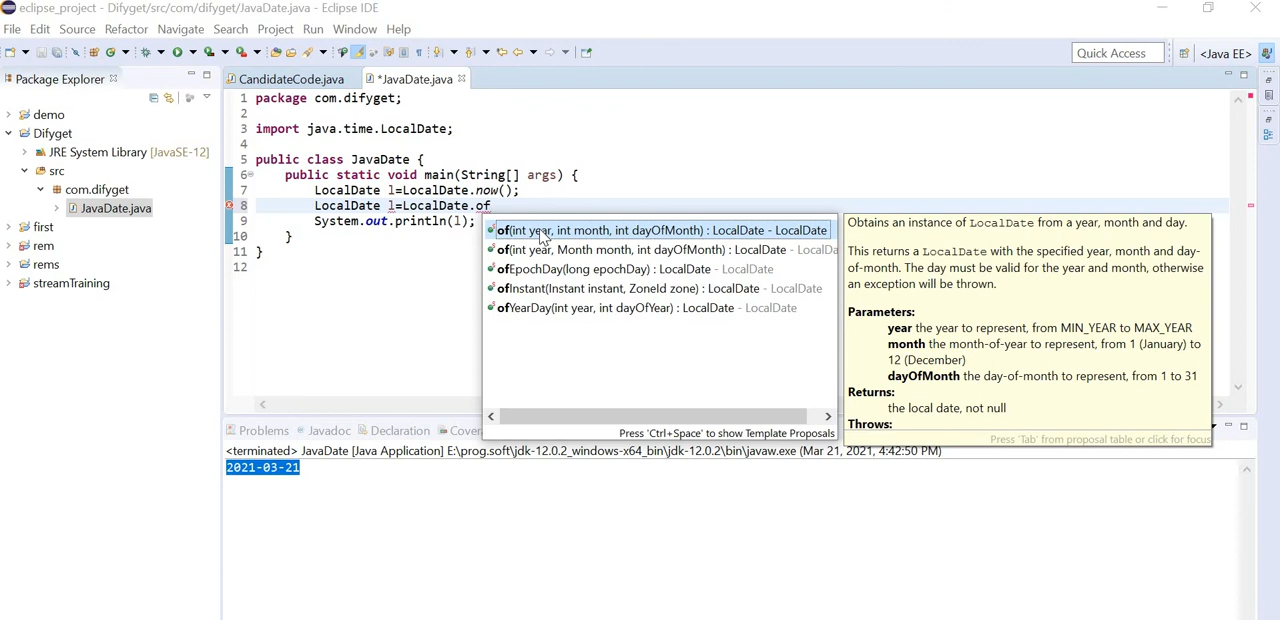 eclipse_project - Difyget/src/com/difyget/JavaDate.java - Eclipse IDE
File Edit Source Refactor Navigate Search Project Run Window Help
Quick Access
<Java EE>
Package Explorer
CandidateCode.java
*JavaDate.java
demo
Difyget
JRE System Library [JavaSE-12]
src
com.difyget
JavaDate.java
first
rem
rems
streamTraining
1 package com.difyget;
2
3 import java.time.LocalDate;
4
5 public class JavaDate {
6 public static void main(String[] args) {
7 LocalDate l=LocalDate.now();
8 LocalDate l=LocalDate.of
9 System.out.println(l);
10 }
11 }
12
of(int year, int month, int dayOfMonth) : LocalDate - LocalDate
of(int year, Month month, int dayOfMonth) : LocalDate - LocalDa
ofEpochDay(long epochDay) : LocalDate - LocalDate
ofInstant(Instant instant, ZoneId zone) : LocalDate - LocalDate
ofYearDay(int year, int dayOfYear) : LocalDate - LocalDate
Press 'Ctrl+Space' to show Template Proposals
Obtains an instance of LocalDate from a year, month and day.
This returns a LocalDate with the specified year, month and day-
of-month. The day must be valid for the year and month, otherwise
an exception will be thrown.
Parameters:
year the year to represent, from MIN_YEAR to MAX_YEAR
month the month-of-year to represent, from 1 (January) to
12 (December)
dayOfMonth the day-of-month to represent, from 1 to 31
Returns:
the local date, not null
Throws:
Press 'Tab' from proposal table or click for focus
Problems
Javadoc
Declaration
Cover
<terminated> JavaDate [Java Application] E:\prog.soft\jdk-12.0.2_windows-x64_bin\jdk-12.0.2\bin\javaw.exe (Mar 21, 2021, 4:42:50 PM)
2021-03-21